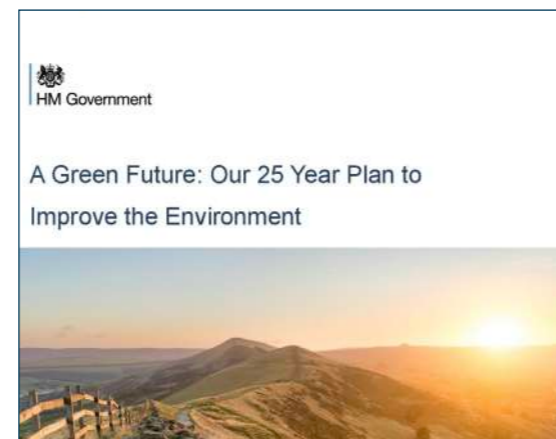 HM Government
A Green Future: Our 25 Year Plan to
Improve the Environment